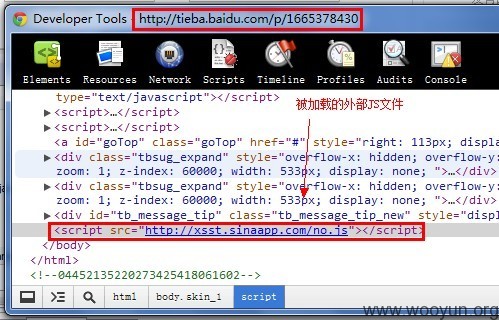 Developer Tools - http://tieba.baidu.com/p/1665378430
Elements Resources Network Scripts Timeline Profiles Audits Console
type="text/javascript"></script>
被加载的外部JS文件
▶<script>…</script>
▶<script>…</script>
<a id="goTop" class="goTop" href="#" style="right: 113px; displa
▶<div class="tbsug_expand" style="overflow-x: hidden; overflow-y:
zoom: 1; z-index: 60000; width: 533px; display: none; ">…</div>
▶<div class="tbsug_expand" style="overflow-x: hidden; overflow-y:
zoom: 1; z-index: 60000; width: 533px; display: none; ">…</div>
▶<div id="tb_message_tip" class="tb_message_tip_new" style="displ
<script src="http://xsst.sinaapp.com/no.js"></script>
</body>
</html>
<!--04452135220273425418061602-->
html body.skin_1 script
www.wooyun.org